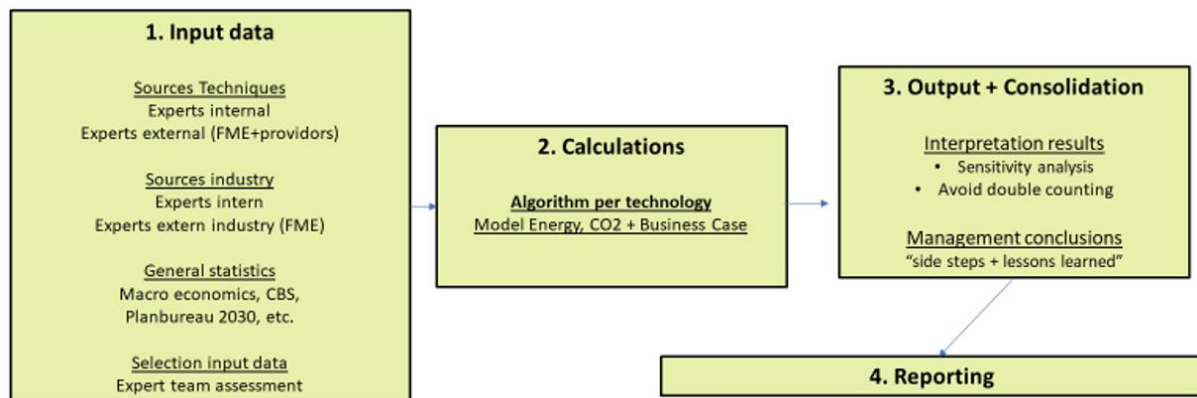 1. Input data
Sources Techniques
Experts internal
Experts external (FME+providors)
Sources industry
Experts intern
Experts extern industry (FME)
General statistics
Macro economics, CBS,
Planbureau 2030, etc.
Selection input data
Expert team assessment
2. Calculations
Algorithm per technology
Model Energy, CO2 + Business Case
3. Output + Consolidation
Interpretation results
• Sensitivity analysis
• Avoid double counting
Management conclusions
“side steps + lessons learned”
4. Reporting